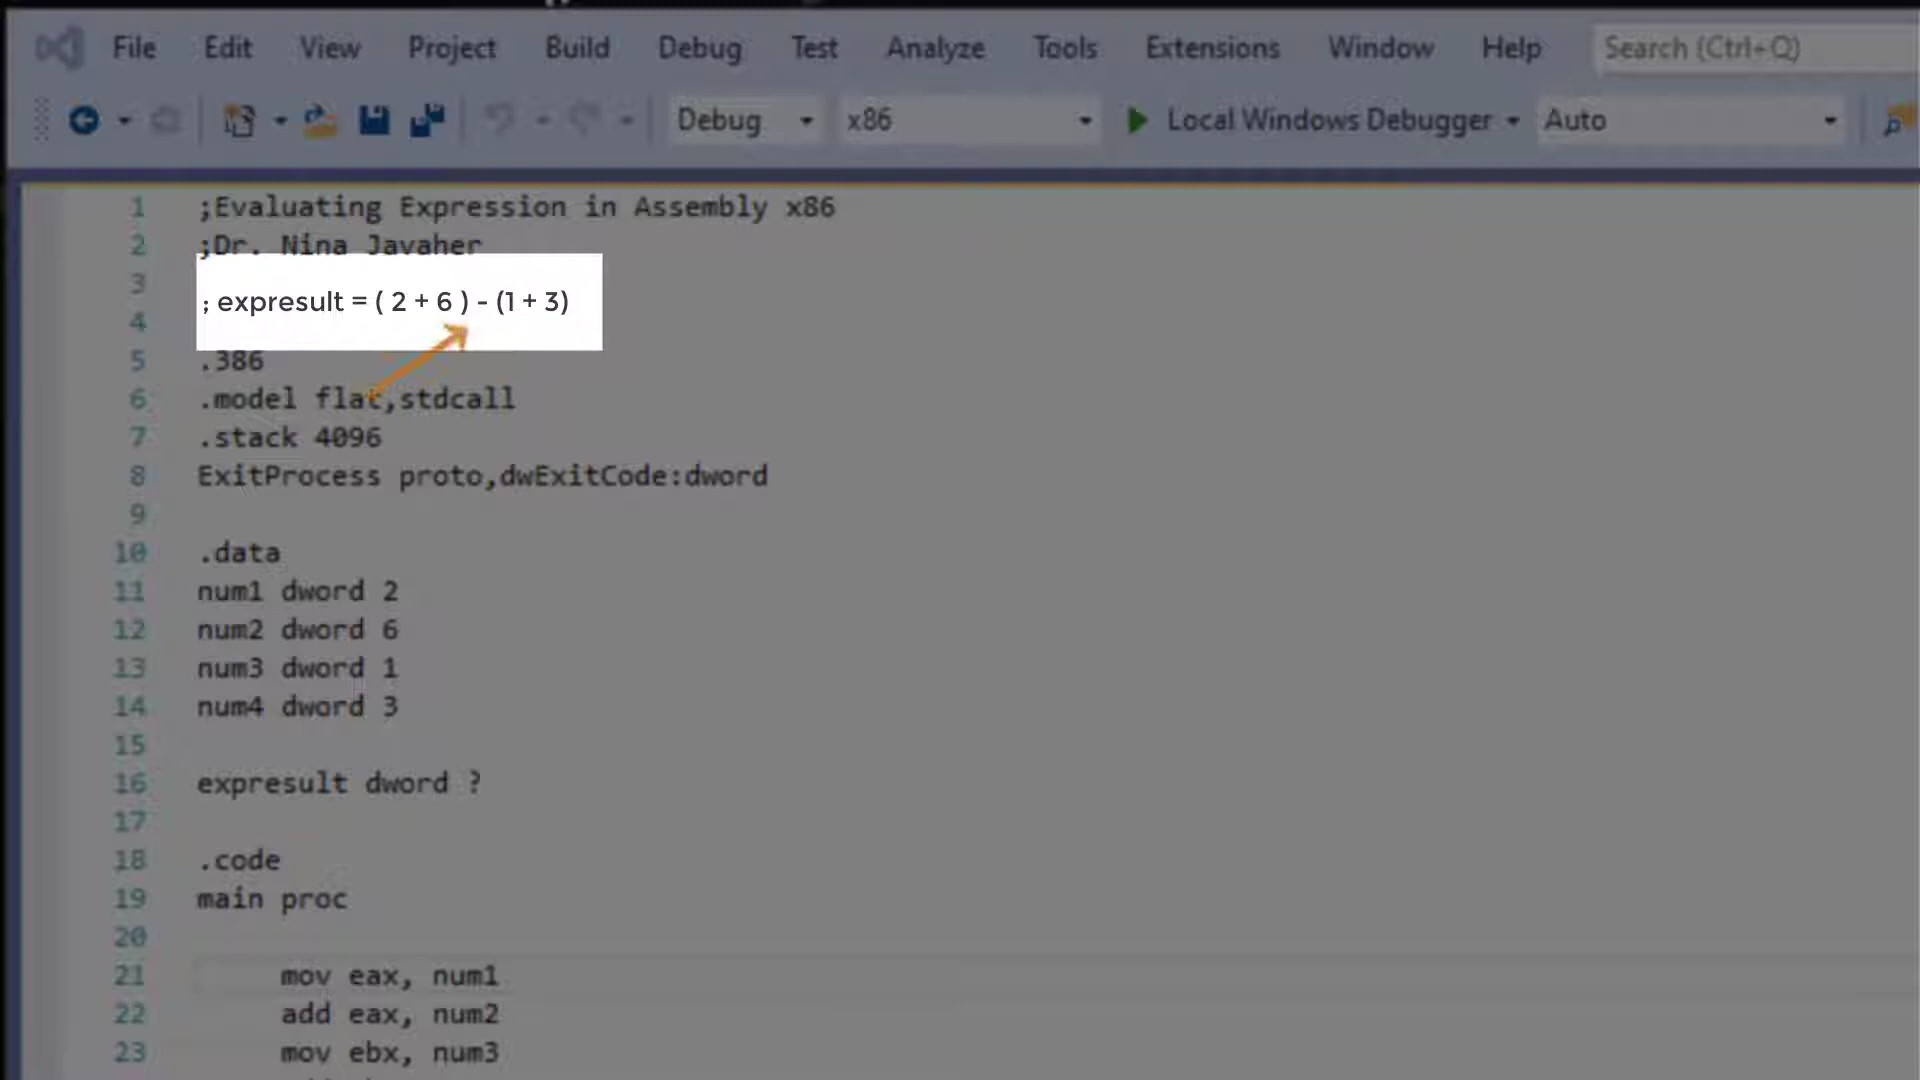 File Edit View Project Build Debug Test Analyze Tools Extensions Window Help Search (Ctrl+Q)
Debug x86 Local Windows Debugger Auto
1 ;Evaluating Expression in Assembly x86
2 ;Dr. Nina Javaher
3
; expresult = ( 2 + 6 ) - (1 + 3)
4
5 .386
6 .model flat,stdcall
7 .stack 4096
8 ExitProcess proto,dwExitCode:dword
9
10 .data
11 num1 dword 2
12 num2 dword 6
13 num3 dword 1
14 num4 dword 3
15
16 expresult dword ?
17
18 .code
19 main proc
20
21 mov eax, num1
22 add eax, num2
23 mov ebx, num3